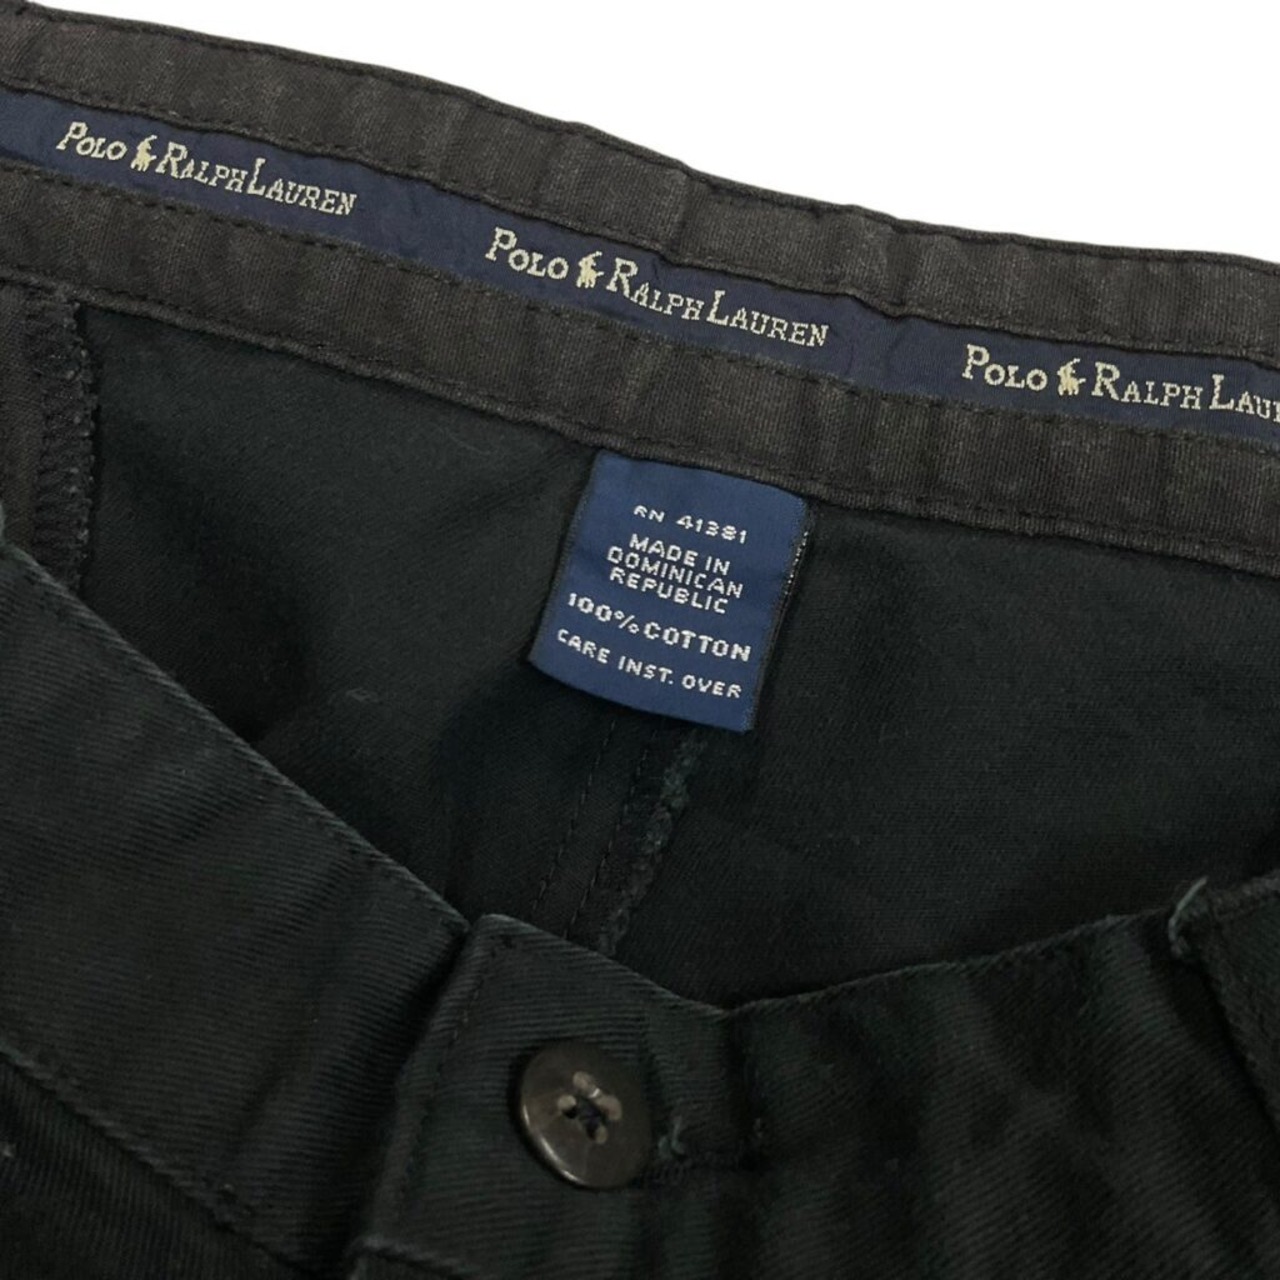 POLO RALPH LAUREN
POLO RALPH LAUREN
POLO RALPH LAU
RN 41381
MADE IN
DOMINICAN
REPUBLIC
100% COTTON
CARE INST. OVER